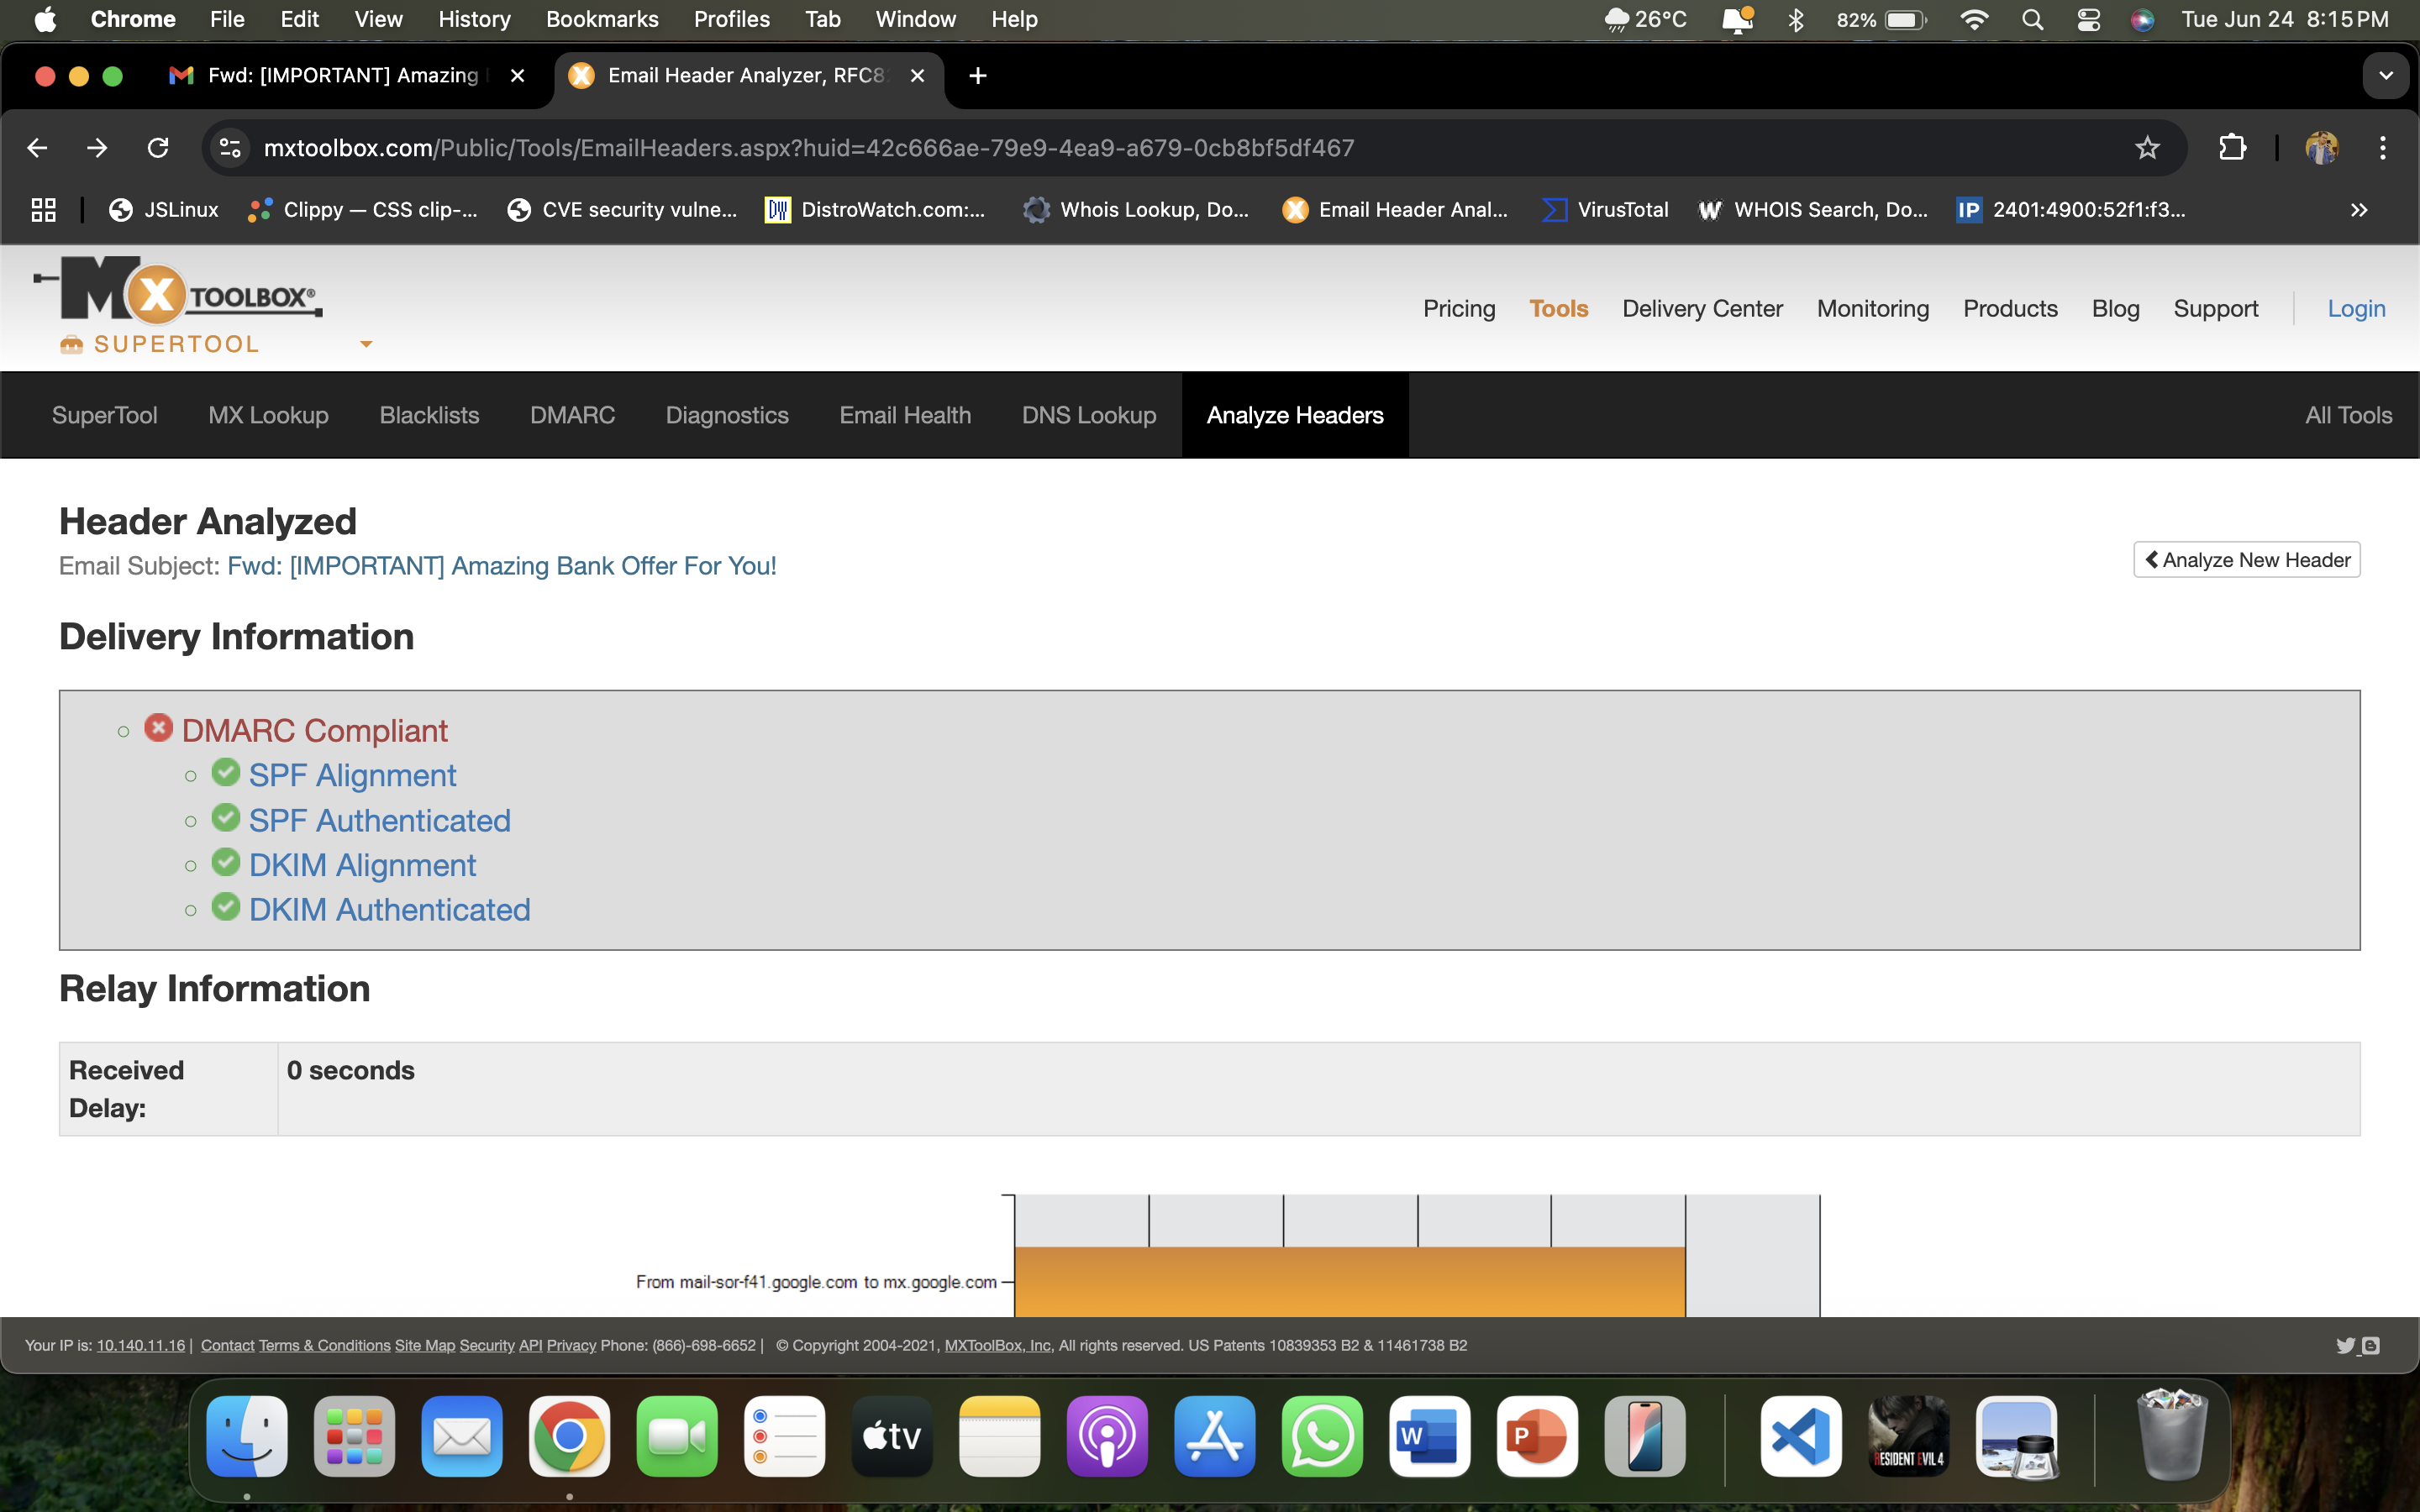 Chrome File Edit View History Bookmarks Profiles Tab Window Help 26°C 82% Tue Jun 24 8:15 PM
Fwd: [IMPORTANT] Amazing Email Header Analyzer, RFC8
mxtoolbox.com/Public/Tools/EmailHeaders.aspx?huid=42c666ae-79e9-4ea9-a679-0cb8bf5df467
JSLinux Clippy — CSS clip-... CVE security vulne... DW DistroWatch.com:... Whois Lookup, Do... Email Header Anal... VirusTotal W WHOIS Search, Do... IP 2401:4900:52f1:f3...
MX TOOLBOX®
SUPERTOOL
Pricing Tools Delivery Center Monitoring Products Blog Support Login
SuperTool MX Lookup Blacklists DMARC Diagnostics Email Health DNS Lookup Analyze Headers All Tools
Header Analyzed
Email Subject: Fwd: [IMPORTANT] Amazing Bank Offer For You!
Analyze New Header
Delivery Information
DMARC Compliant
SPF Alignment
SPF Authenticated
DKIM Alignment
DKIM Authenticated
Relay Information
Received Delay: 0 seconds
From mail-sor-f41.google.com to mx.google.com
Your IP is: 10.140.11.16 | Contact Terms & Conditions Site Map Security API Privacy Phone: (866)-698-6652 | © Copyright 2004-2021, MXToolBox, Inc, All rights reserved. US Patents 10839353 B2 & 11461738 B2
tv W P RESIDENT EVIL 4